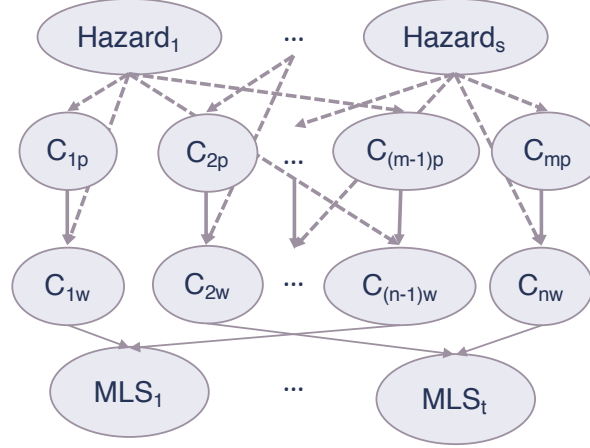 Hazard₁ ... Hazardₛ
C₁ₚ C₂ₚ ... C₍ₘ₋₁₎ₚ Cₘₚ
C₁w C₂w ... C₍ₙ₋₁₎w Cₙw
MLS₁ ... MLSₜ